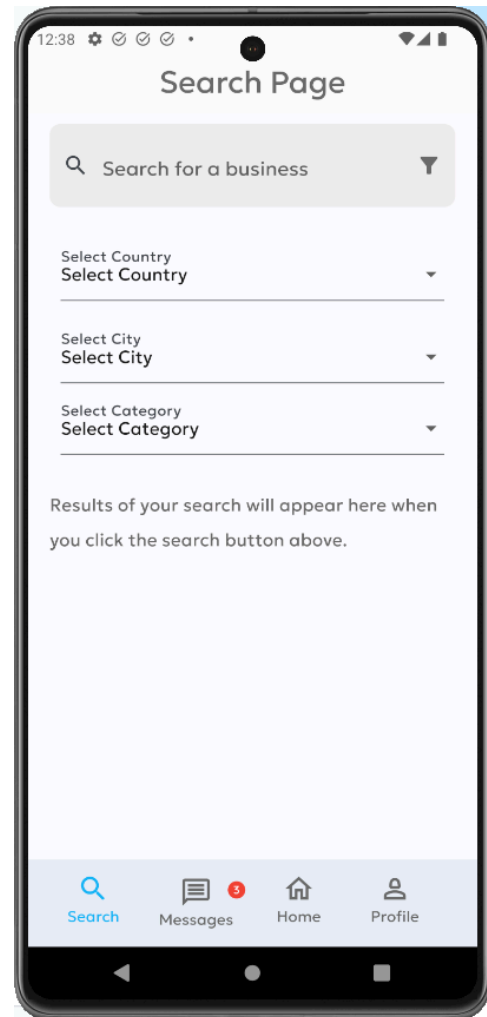 12:38
Search Page
Search for a business
Select Country
Select Country
Select City
Select City
Select Category
Select Category
Results of your search will appear here when
you click the search button above.
3
Search
Messages
Home
Profile